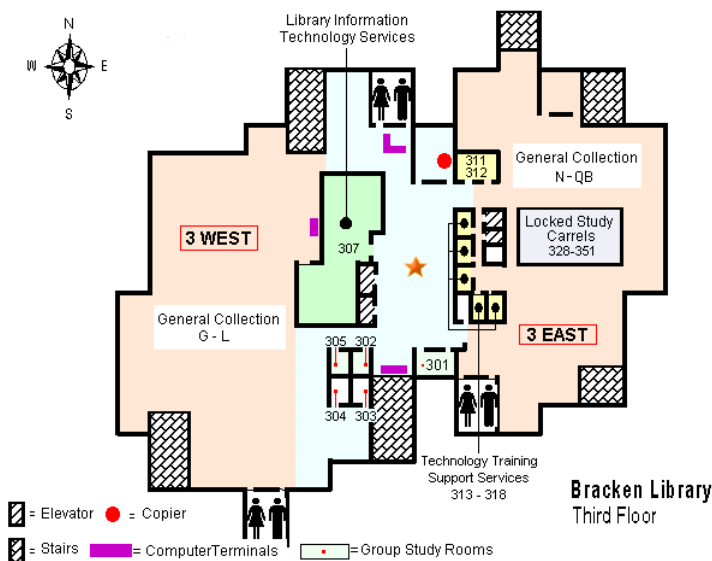 N
W E
S
Library Information
Technology Services
311
312
General Collection
N-QB
Locked Study
Carrels
328-351
3 WEST
307
General Collection
G - L
3 EAST
305 302
301
304 303
Technology Training
Support Services
313 - 318
Bracken Library
Third Floor
= Elevator = Copier
= Stairs = ComputerTerminals = Group Study Rooms